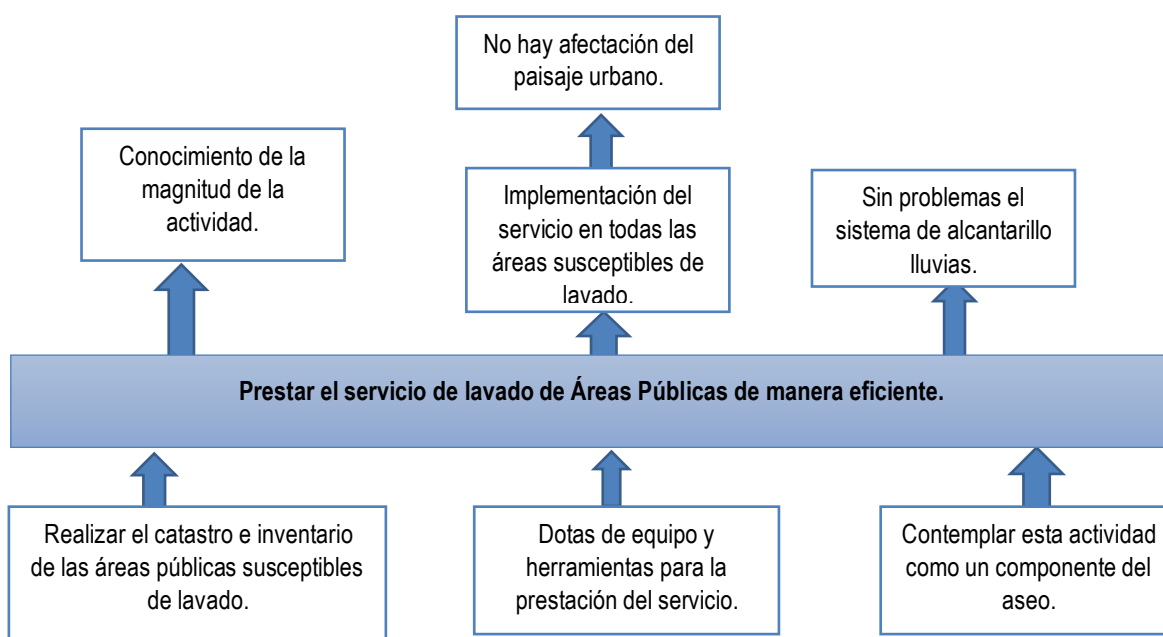 No hay afectación del
paisaje urbano.
Conocimiento de la
magnitud de la
actividad.
Implementación del
servicio en todas las
áreas susceptibles de
lavado.
Sin problemas el
sistema de alcantarillo
lluvias.
Prestar el servicio de lavado de Áreas Públicas de manera eficiente.
Realizar el catastro e inventario
de las áreas públicas susceptibles
de lavado.
Dotas de equipo y
herramientas para la
prestación del servicio.
Contemplar esta actividad
como un componente del
aseo.